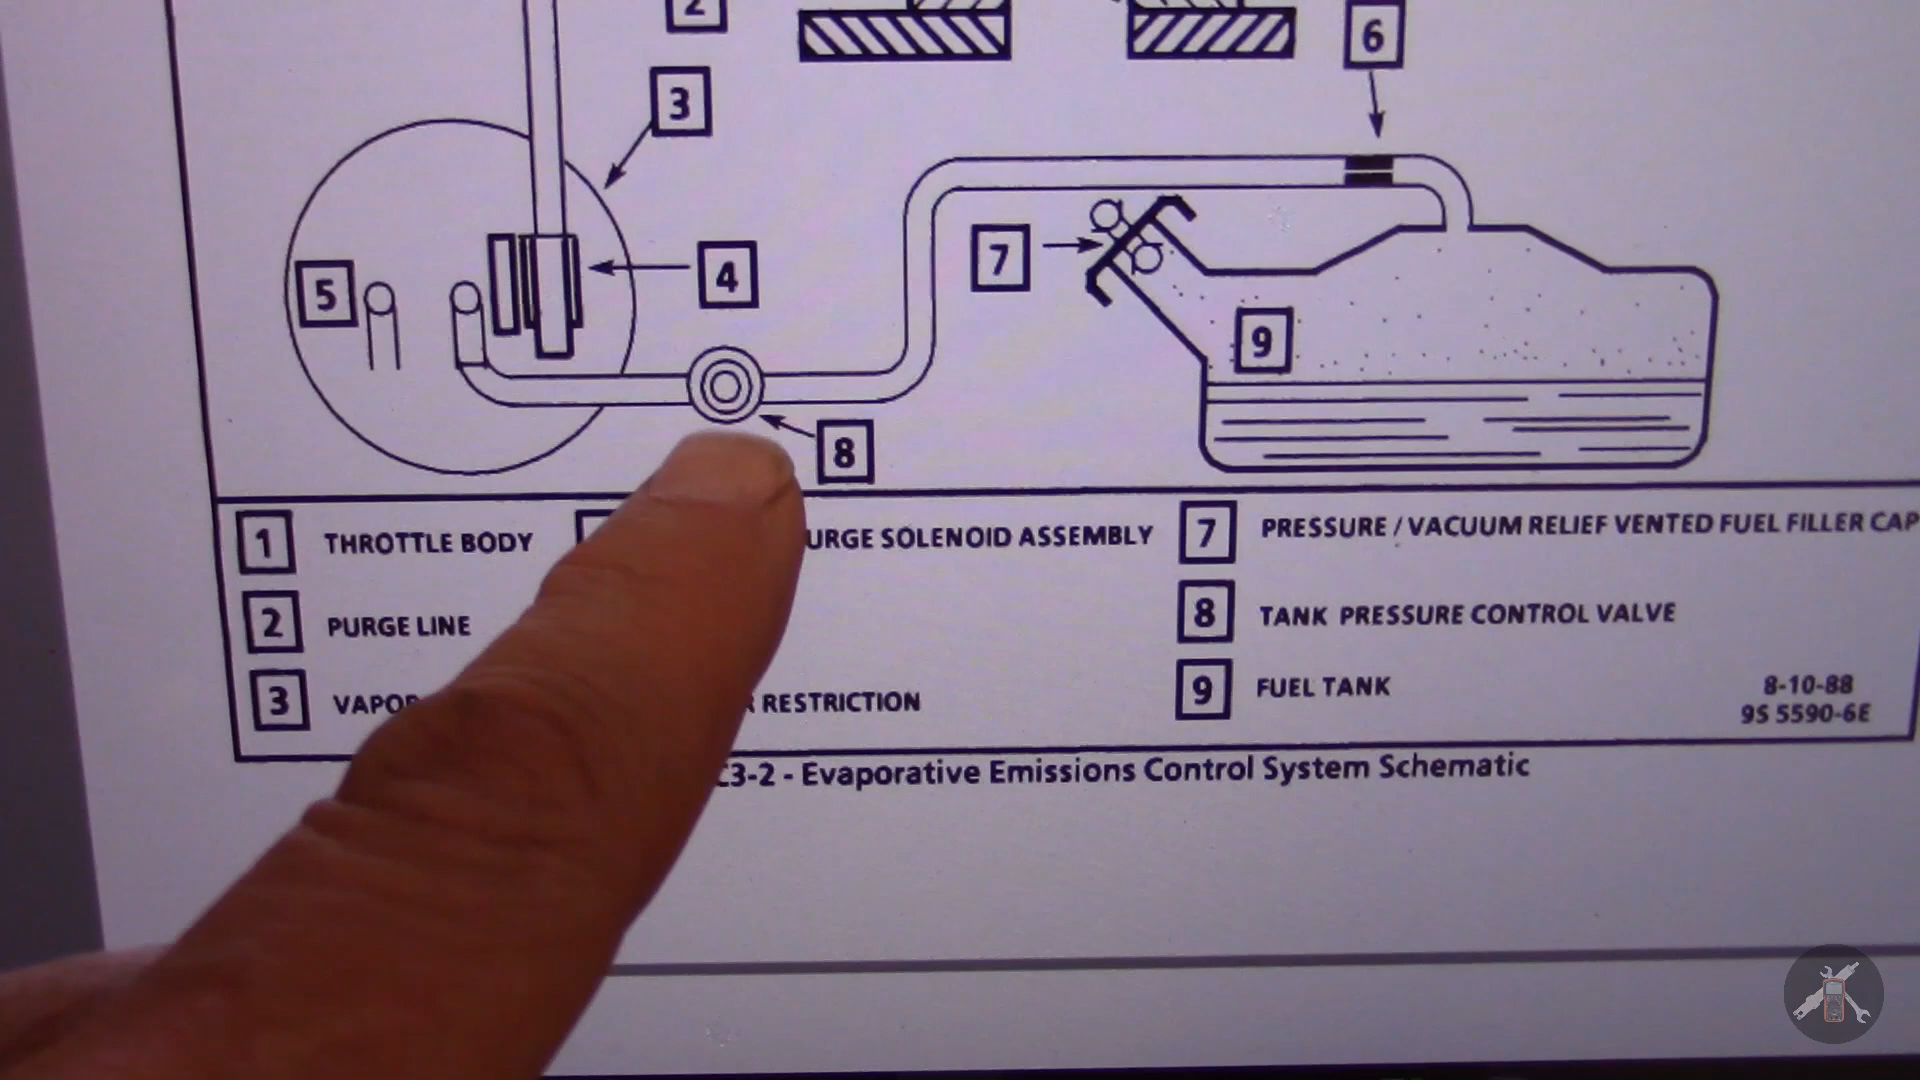 2
6
3
4
7
5
9
8
1 THROTTLE BODY
URGE SOLENOID ASSEMBLY
7 PRESSURE / VACUUM RELIEF VENTED FUEL FILLER CAP
2 PURGE LINE
8 TANK PRESSURE CONTROL VALVE
3 VAPOR
RESTRICTION
9 FUEL TANK
8-10-88
9S 5590-6E
C3-2 - Evaporative Emissions Control System Schematic